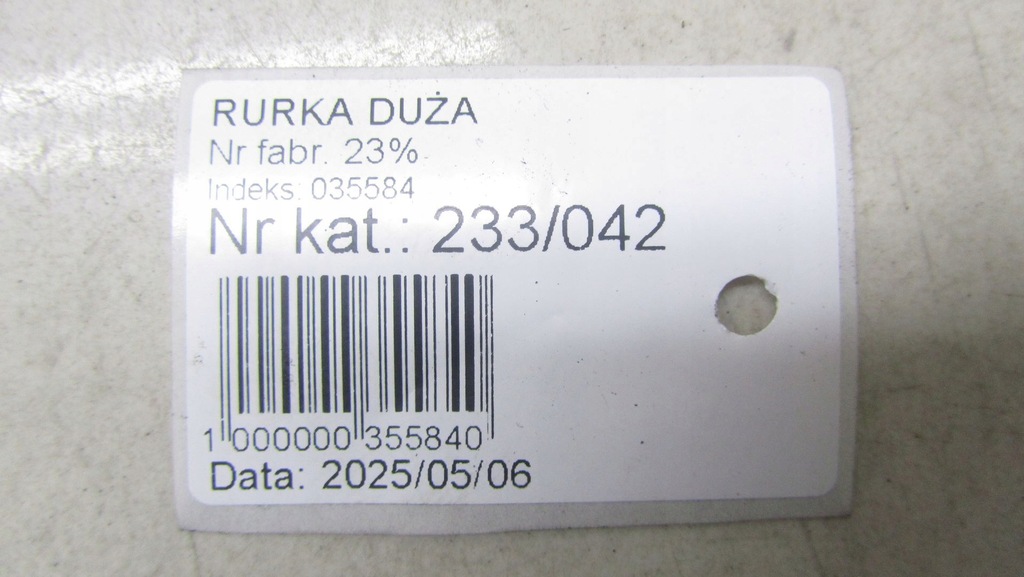 RURKA DUŻA
Nr fabr. 23%
Indeks: 035584
Nr kat.: 233/042
1 000000 355840
Data: 2025/05/06